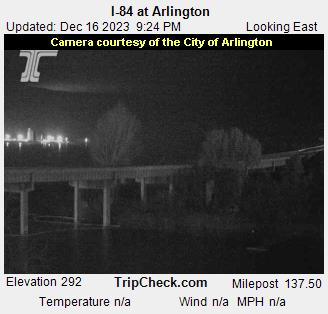 I-84 at Arlington
Updated: Dec 16 2023 9:24 PM Looking East
Camera courtesy of the City of Arlington
Elevation 292 TripCheck.com Milepost 137.50
Temperature n/a Wind n/a MPH n/a